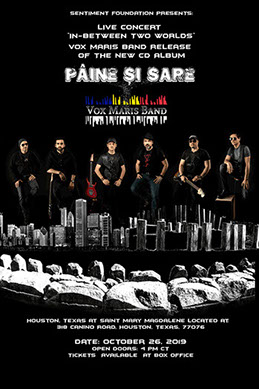 SENTIMENT FOUNDATION PRESENTS:
LIVE CONCERT
"IN-BETWEEN TWO WORLDS"
VOX MARIS BAND RELEASE
OF THE NEW CD ALBUM
PÂINE ȘI SARE
VOX MARIS BAND
HOUSTON, TEXAS AT SAINT MARY MAGDALENE LOCATED AT
318 CANINO ROAD, HOUSTON, TEXAS, 77076
DATE: OCTOBER 26, 2019
OPEN DOORS: 4 PM CT
TICKETS AVAILABLE AT BOX OFFICE